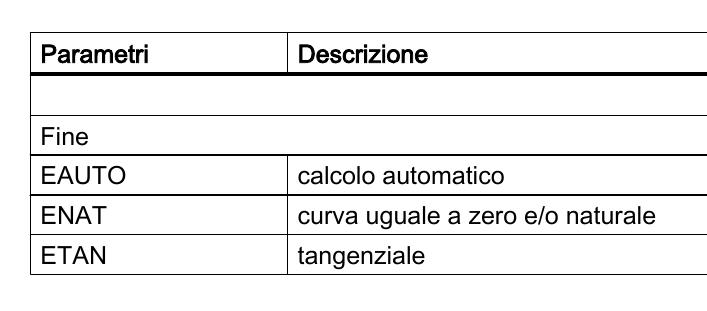 Parametri Descrizione
Fine
EAUTO calcolo automatico
ENAT curva uguale a zero e/o naturale
ETAN tangenziale